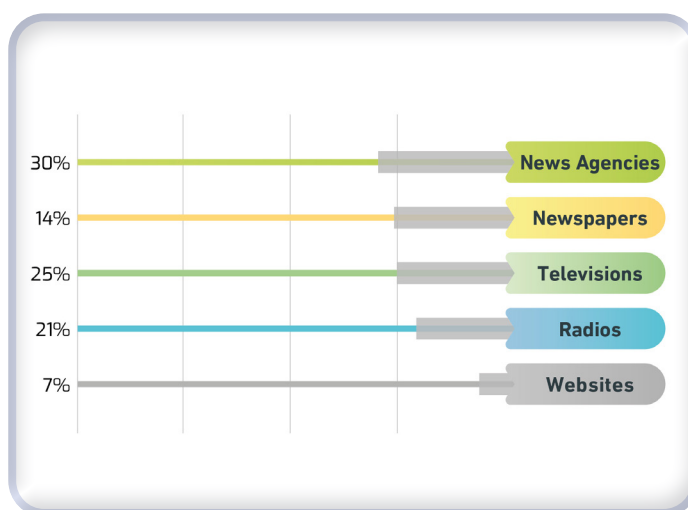 30% News Agencies
14% Newspapers
25% Televisions
21% Radios
7% Websites